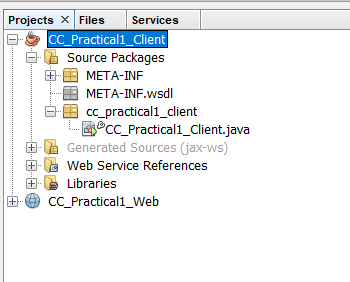 Projects × Files Services
CC_Practical1_Client
Source Packages
META-INF
META-INF.wsdl
cc_practical1_client
CC_Practical1_Client.java
Generated Sources (jax-ws)
Web Service References
Libraries
CC_Practical1_Web